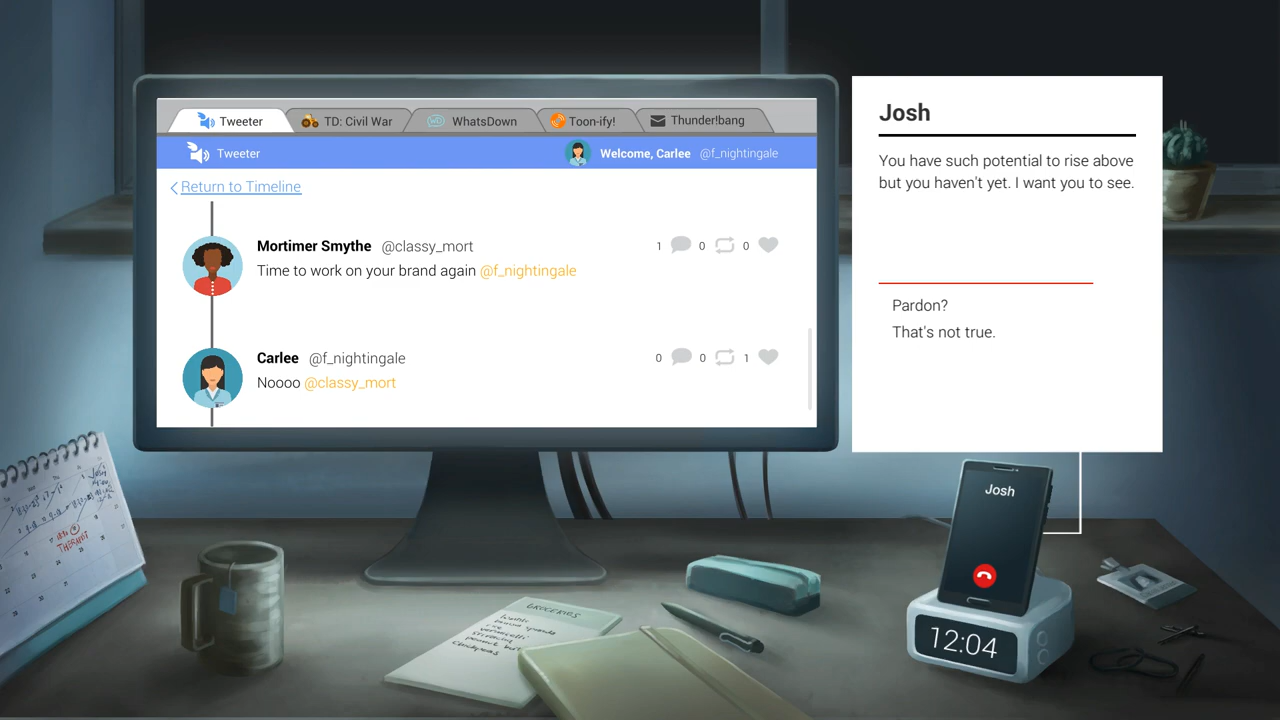 Tweeter
TD: Civil War
WhatsDown
Toon-ify!
Thunder!bang
Tweeter
Welcome, Carlee @f_nightingale
Return to Timeline
Mortimer Smythe @classy_mort
1 0 0
Time to work on your brand again @f_nightingale
Carlee @f_nightingale
0 0 1
Noooo @classy_mort
Josh
You have such potential to rise above
but you haven't yet. I want you to see.
Pardon?
That's not true.
Josh
12:04
GROCERIES
THERAPIST